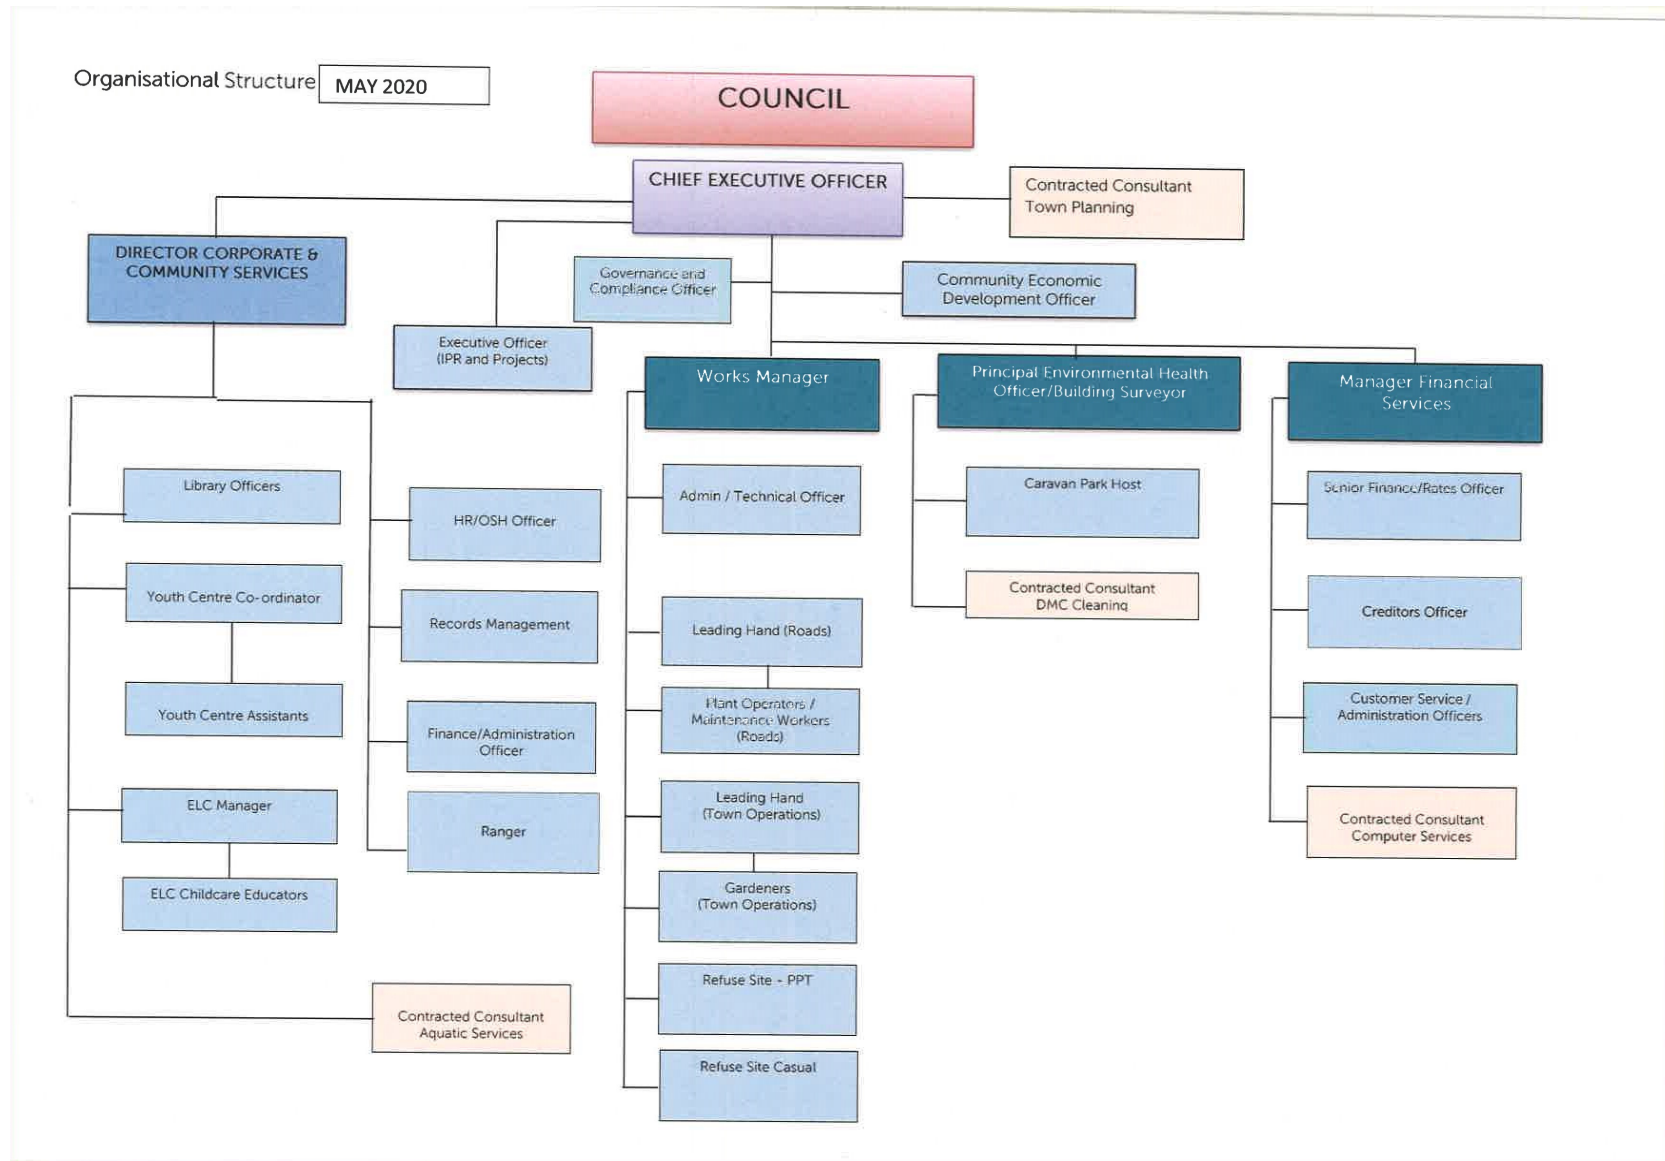 Organisational Structure
MAY 2020
COUNCIL
CHIEF EXECUTIVE OFFICER
Contracted Consultant
Town Planning
DIRECTOR CORPORATE &
COMMUNITY SERVICES
Governance and
Compliance Officer
Community Economic
Development Officer
Executive Officer
(IPR and Projects)
Works Manager
Principal Environmental Health
Officer/Building Surveyor
Manager Financial
Services
Library Officers
HR/OSH Officer
Youth Centre Co-ordinator
Records Management
Youth Centre Assistants
Finance/Administration
Officer
ELC Manager
Ranger
ELC Childcare Educators
Contracted Consultant
Aquatic Services
Admin / Technical Officer
Leading Hand (Roads)
Plant Operators /
Maintenance Workers
(Roads)
Leading Hand
(Town Operations)
Gardeners
(Town Operations)
Refuse Site - PPT
Refuse Site Casual
Caravan Park Host
Contracted Consultant
DMC Cleaning
Senior Finance/Rates Officer
Creditors Officer
Customer Service /
Administration Officers
Contracted Consultant
Computer Services